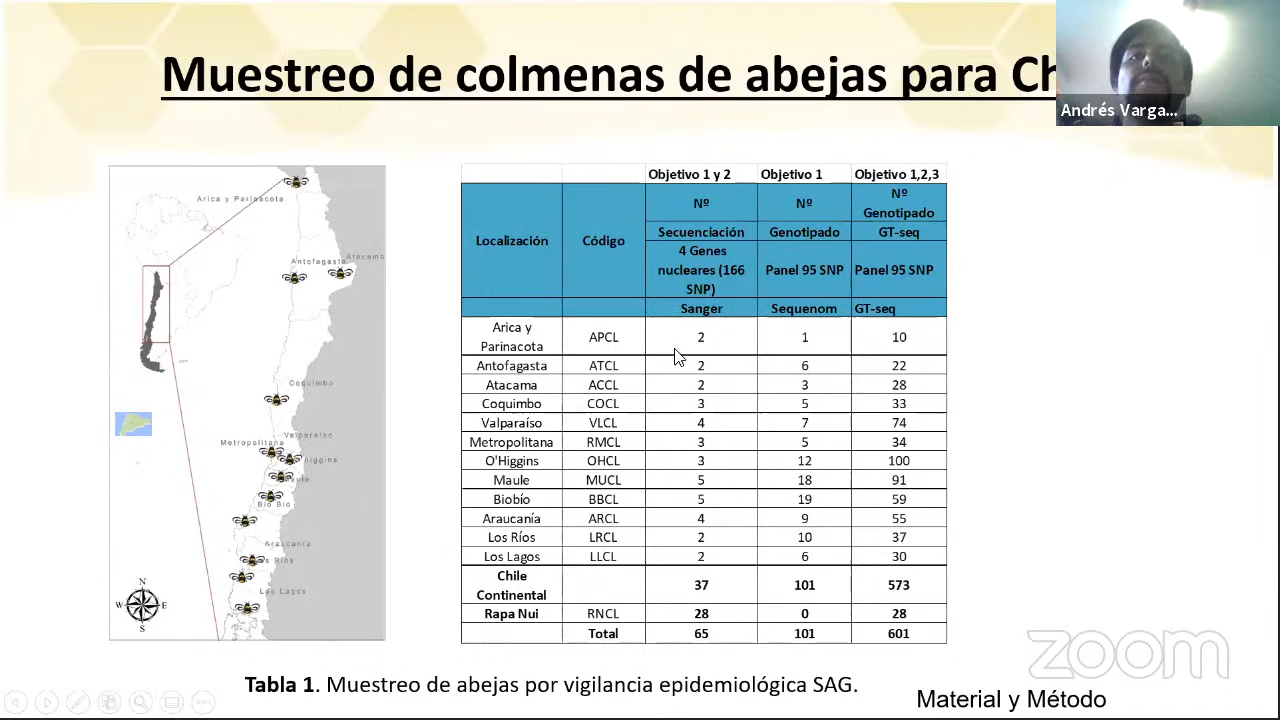 Muestreo de colmenas de abejas para Ch
Andrés Varga...
Arica y Parinacota
Antofagasta
Atacama
Coquimbo
Valparaíso
Metropolitana
Higgins
Maule
Bío Bío
Araucanía
Los Ríos
Los Lagos
N
W E
S
Objetivo 1 y 2 Objetivo 1 Objetivo 1,2,3
Localización Código Nº Nº Nº Genotipado
Secuenciación Genotipado GT-seq
4 Genes nucleares (166 SNP) Panel 95 SNP Panel 95 SNP
Sanger Sequenom GT-seq
Arica y Parinacota APCL 2 1 10
Antofagasta ATCL 2 6 22
Atacama ACCL 2 3 28
Coquimbo COCL 3 5 33
Valparaíso VLCL 4 7 74
Metropolitana RMCL 3 5 34
O'Higgins OHCL 3 12 100
Maule MUCL 5 18 91
Biobío BBCL 5 19 59
Araucanía ARCL 4 9 55
Los Ríos LRCL 2 10 37
Los Lagos LLCL 2 6 30
Chile Continental 37 101 573
Rapa Nui RNCL 28 0 28
Total 65 101 601
Tabla 1. Muestreo de abejas por vigilancia epidemiológica SAG.
Material y Método
zoom